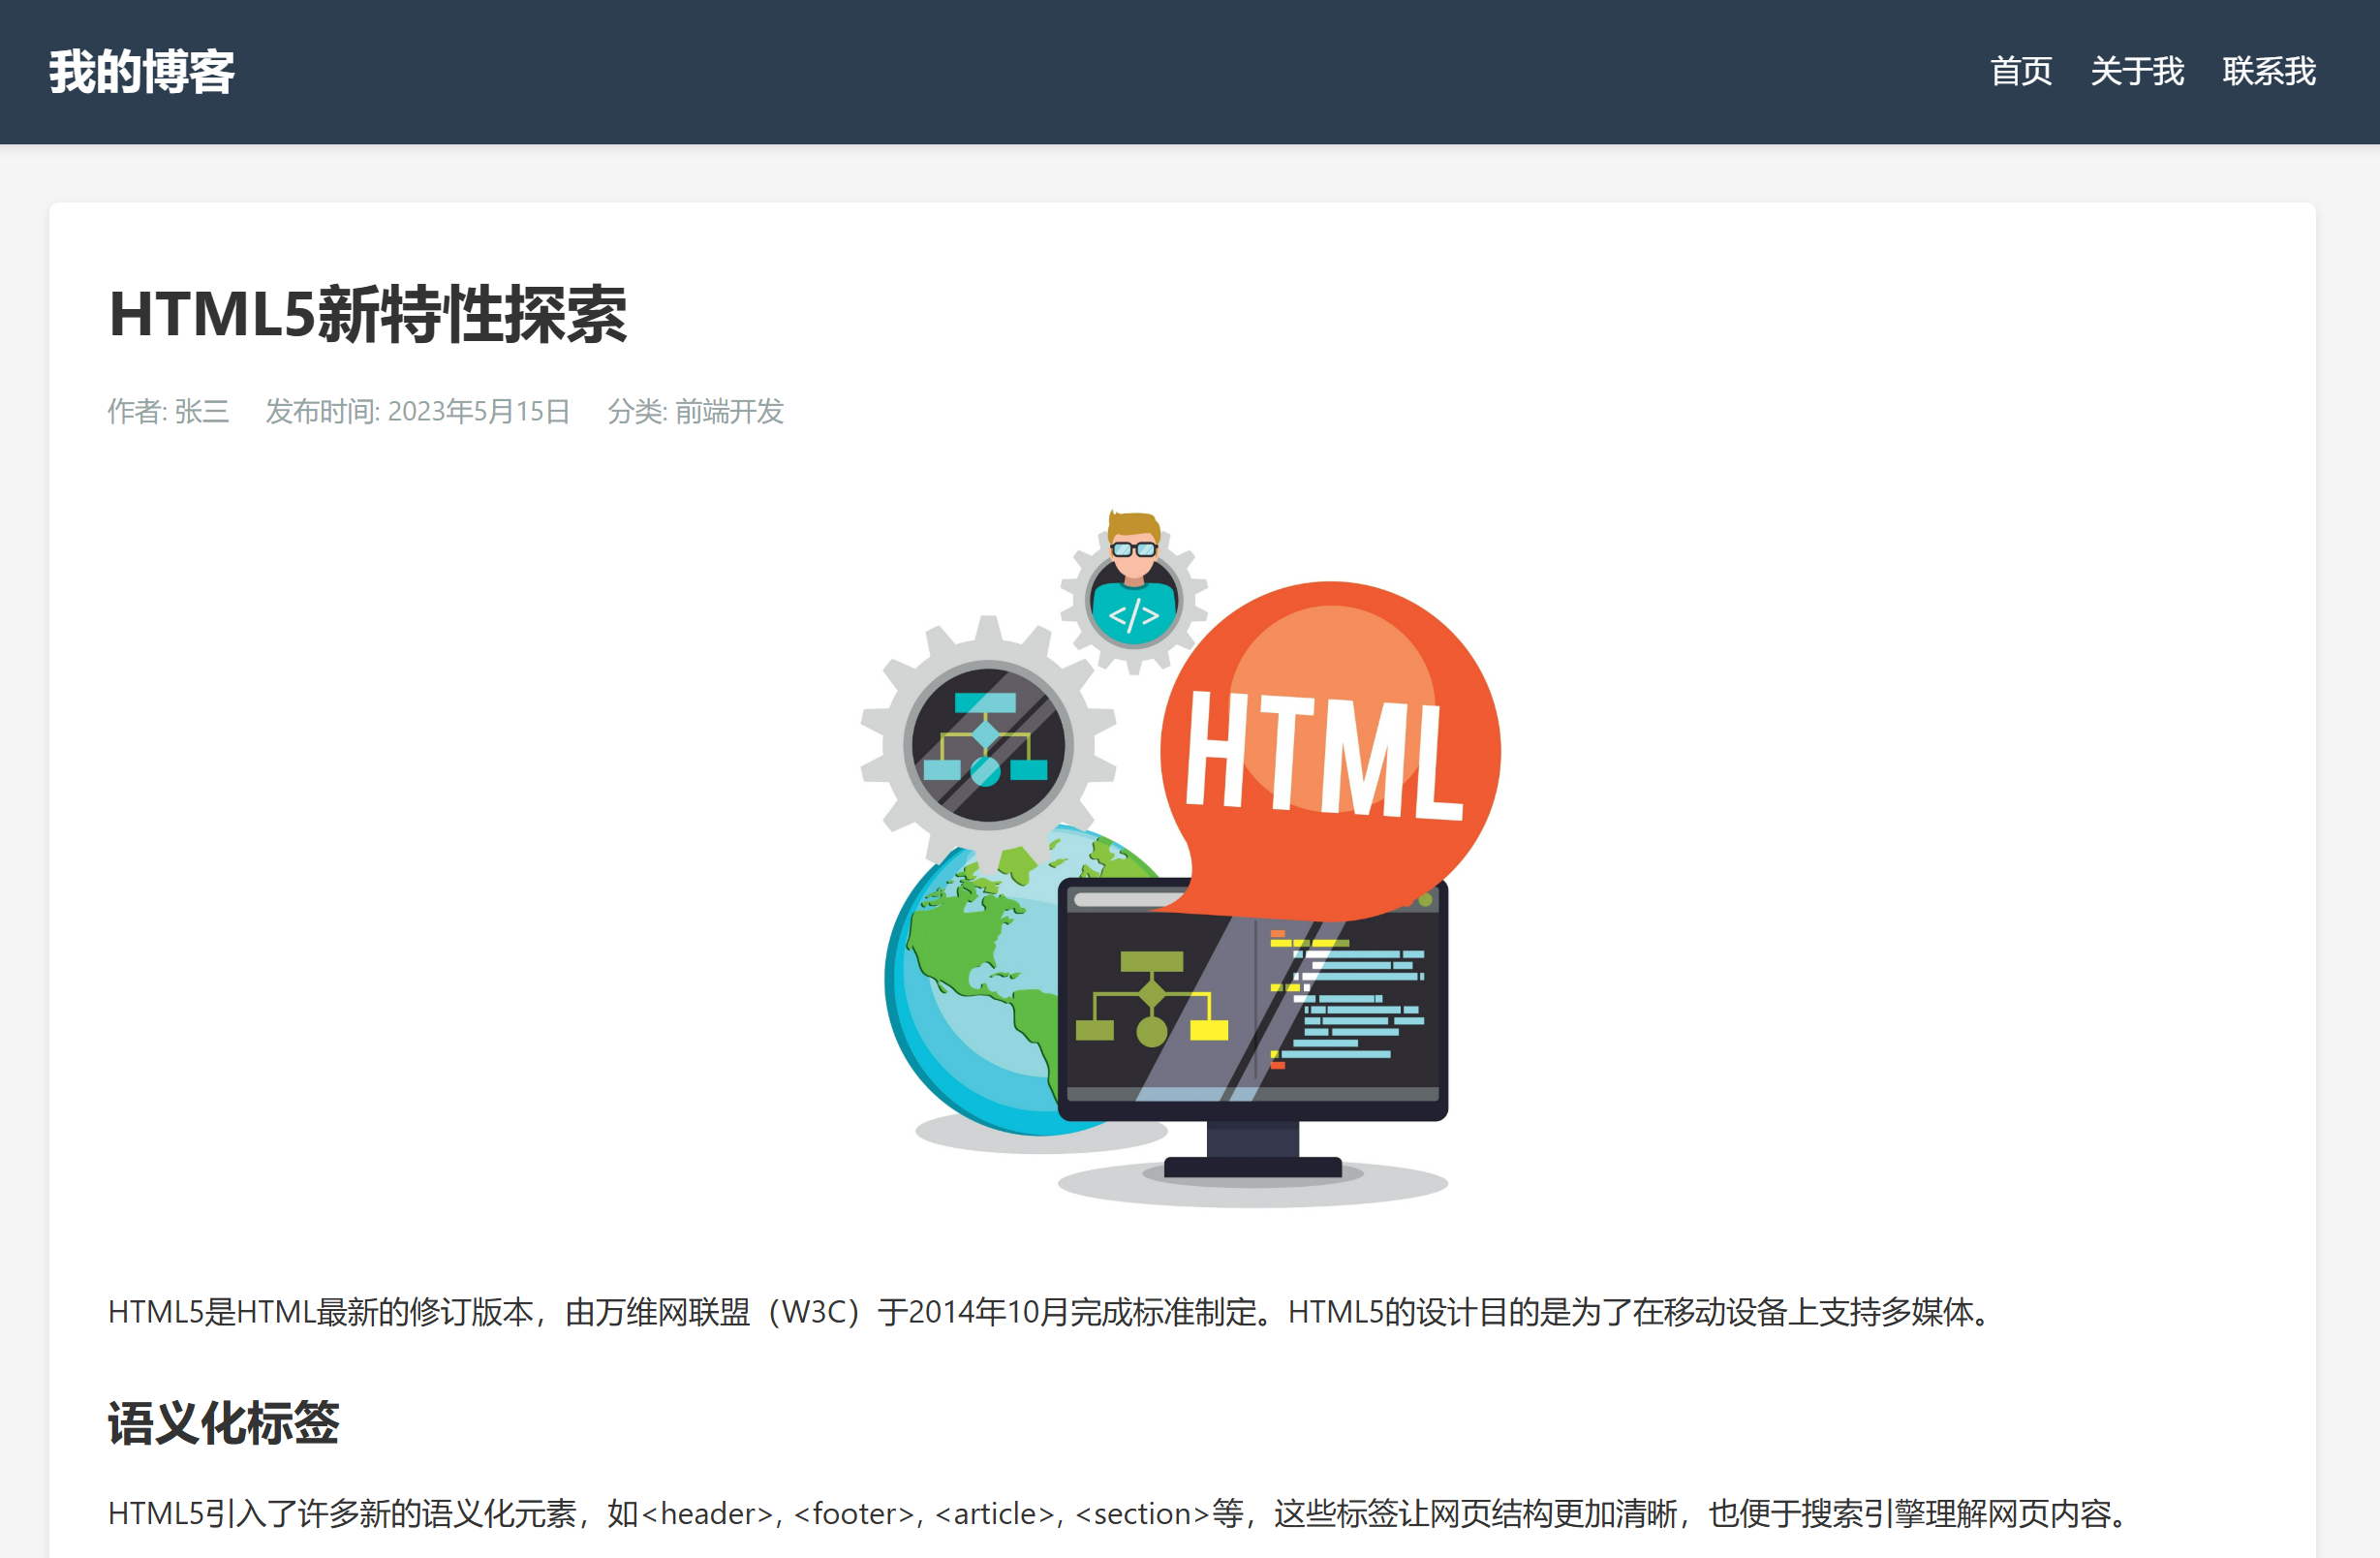 我的博客
首页 关于我 联系我
HTML5新特性探索
作者: 张三 发布时间: 2023年5月15日 分类: 前端开发
</>
HTML
HTML5是HTML最新的修订版本，由万维网联盟（W3C）于2014年10月完成标准制定。HTML5的设计目的是为了在移动设备上支持多媒体。
语义化标签
HTML5引入了许多新的语义化元素，如<header>, <footer>, <article>, <section>等，这些标签让网页结构更加清晰，也便于搜索引擎理解网页内容。